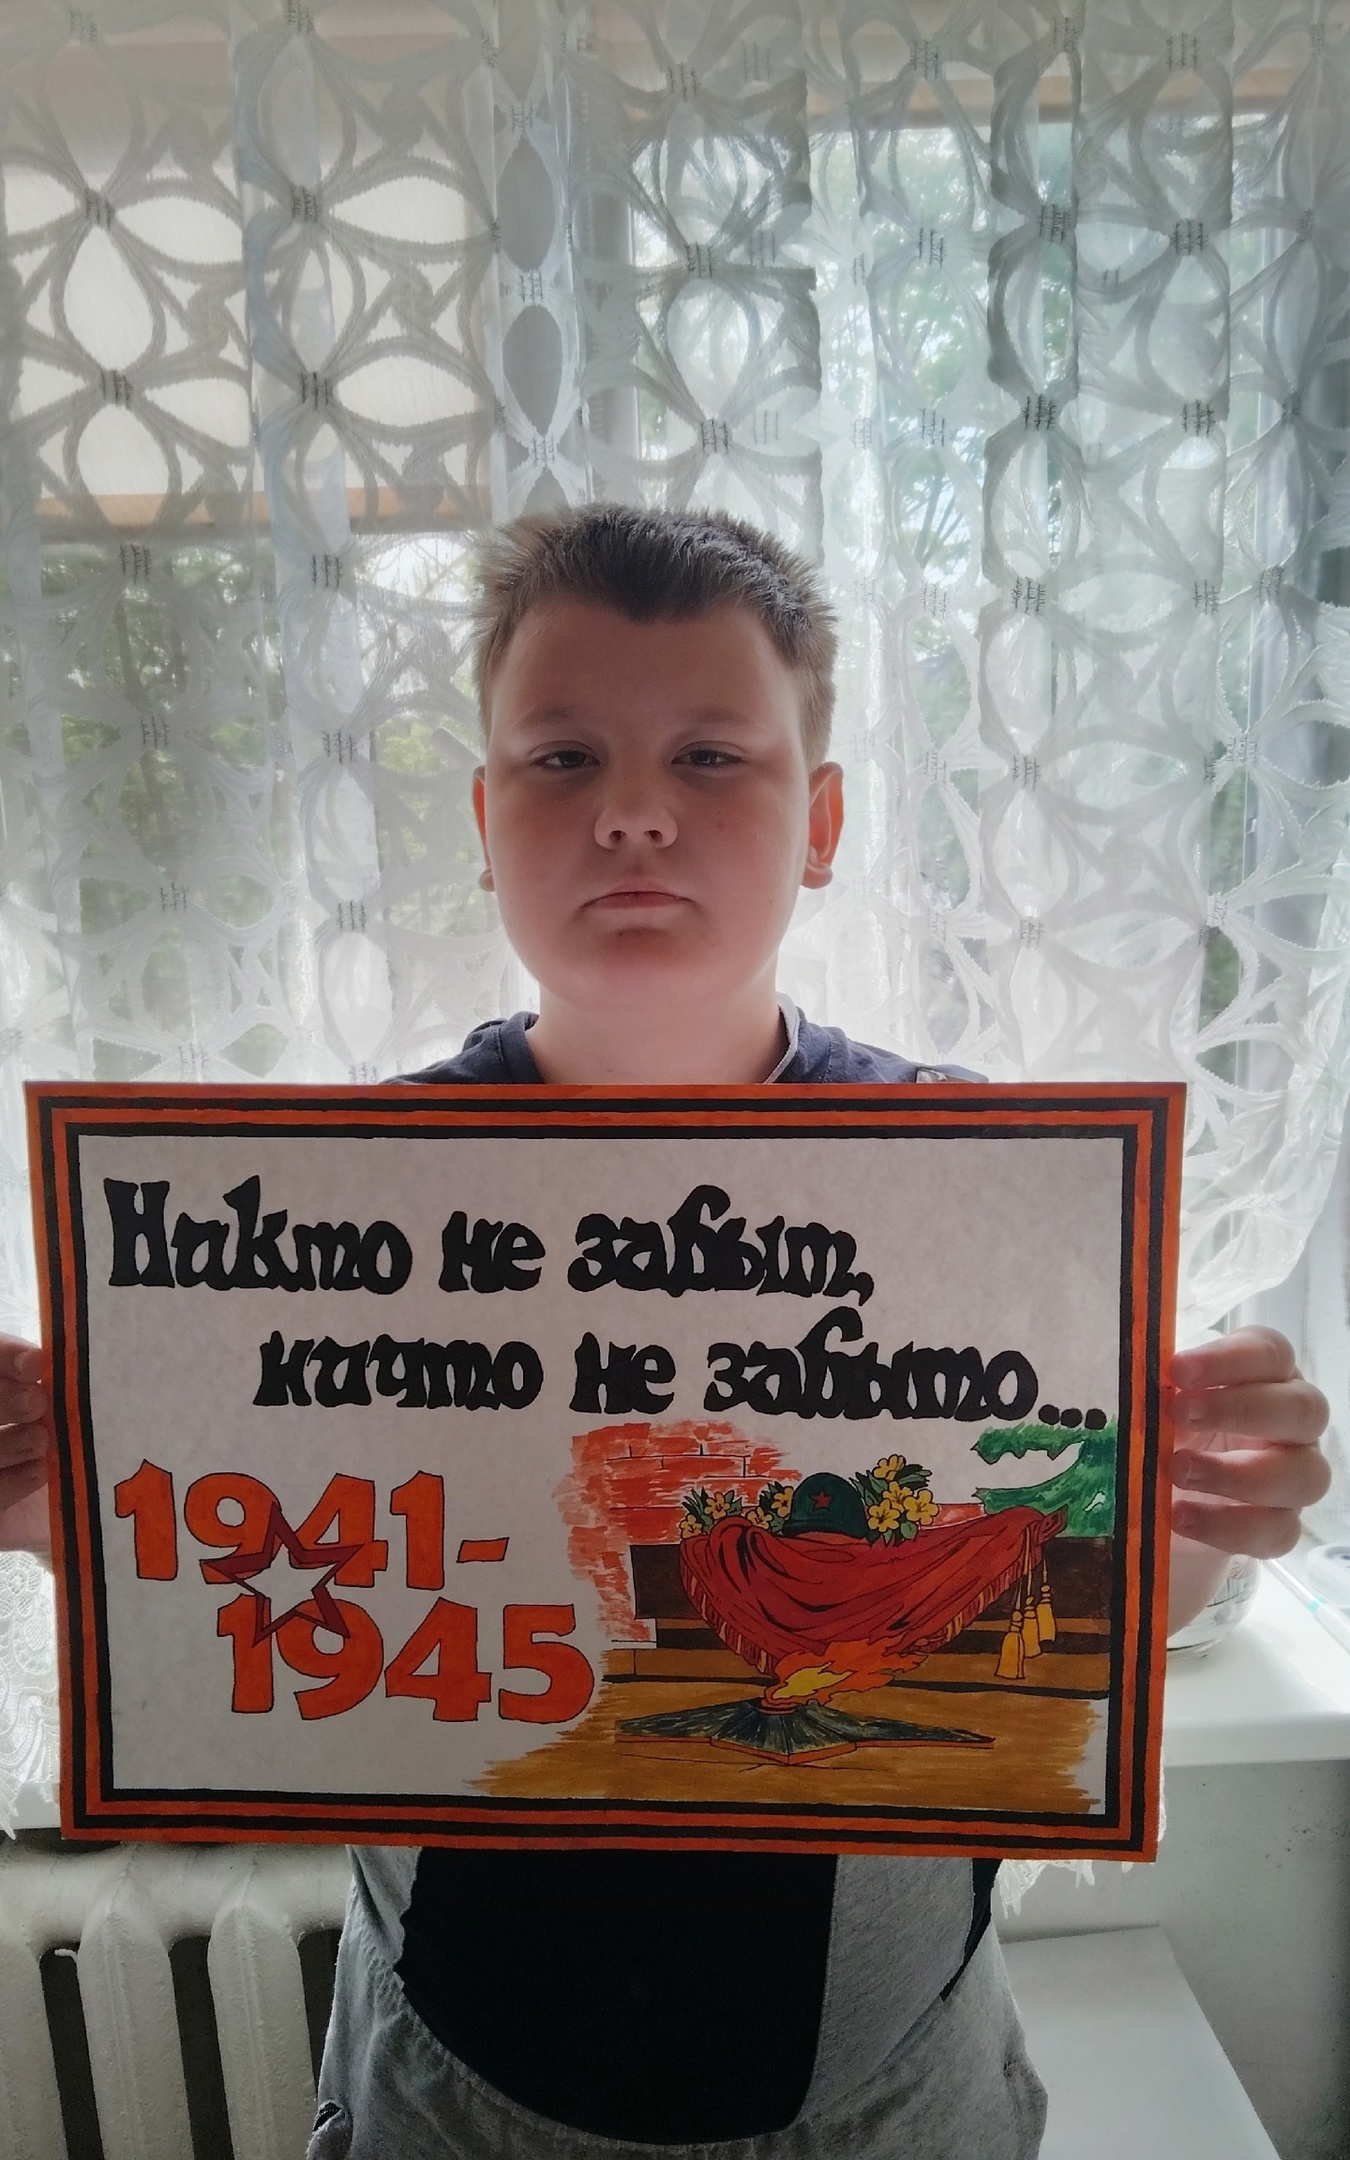 Никто не забыт,
ничто не забыто...
1941-
1945